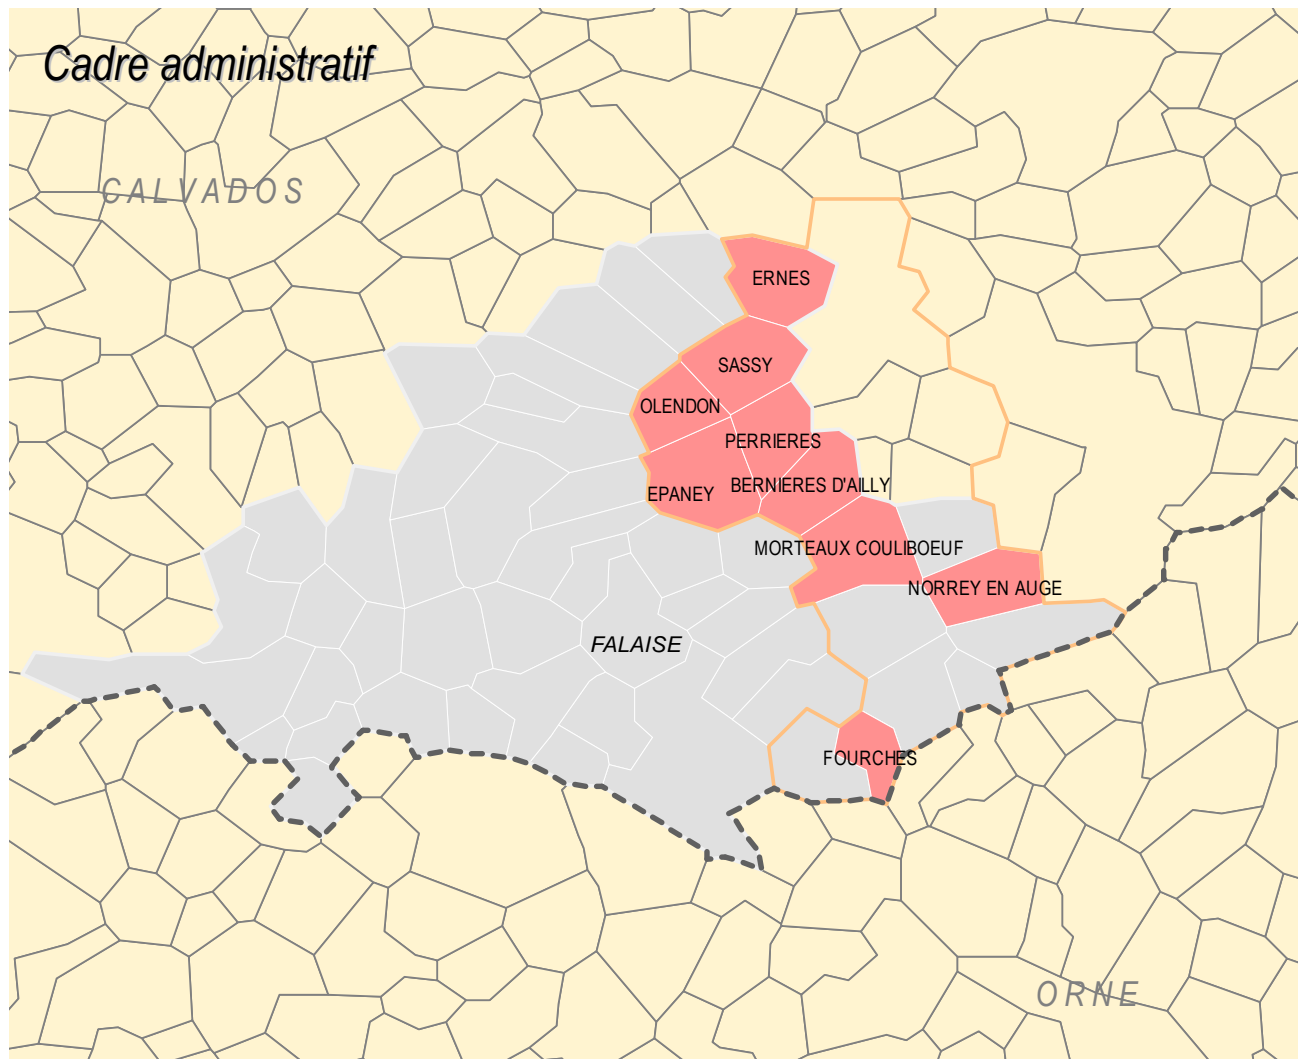 Cadre administratif
CALVADOS
ERNES
SASSY
OLENDON
PERRIERES
BERNIERES D'AILLY
EPANEY
MORTEAUX COULIBOEUF
NORREY EN AUGE
FALAISE
FOURCHES
ORNE